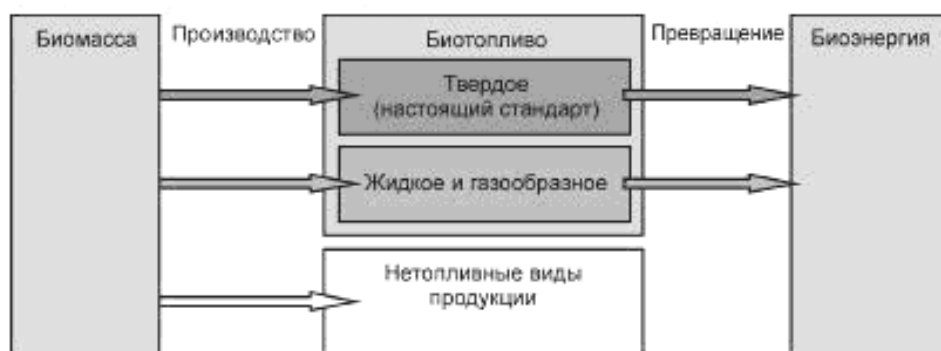 Биомасса
Производство
Биотопливо
Превращение
Биоэнергия
Твердое
(настоящий стандарт)
Жидкое и газообразное
Нетопливные виды
продукции